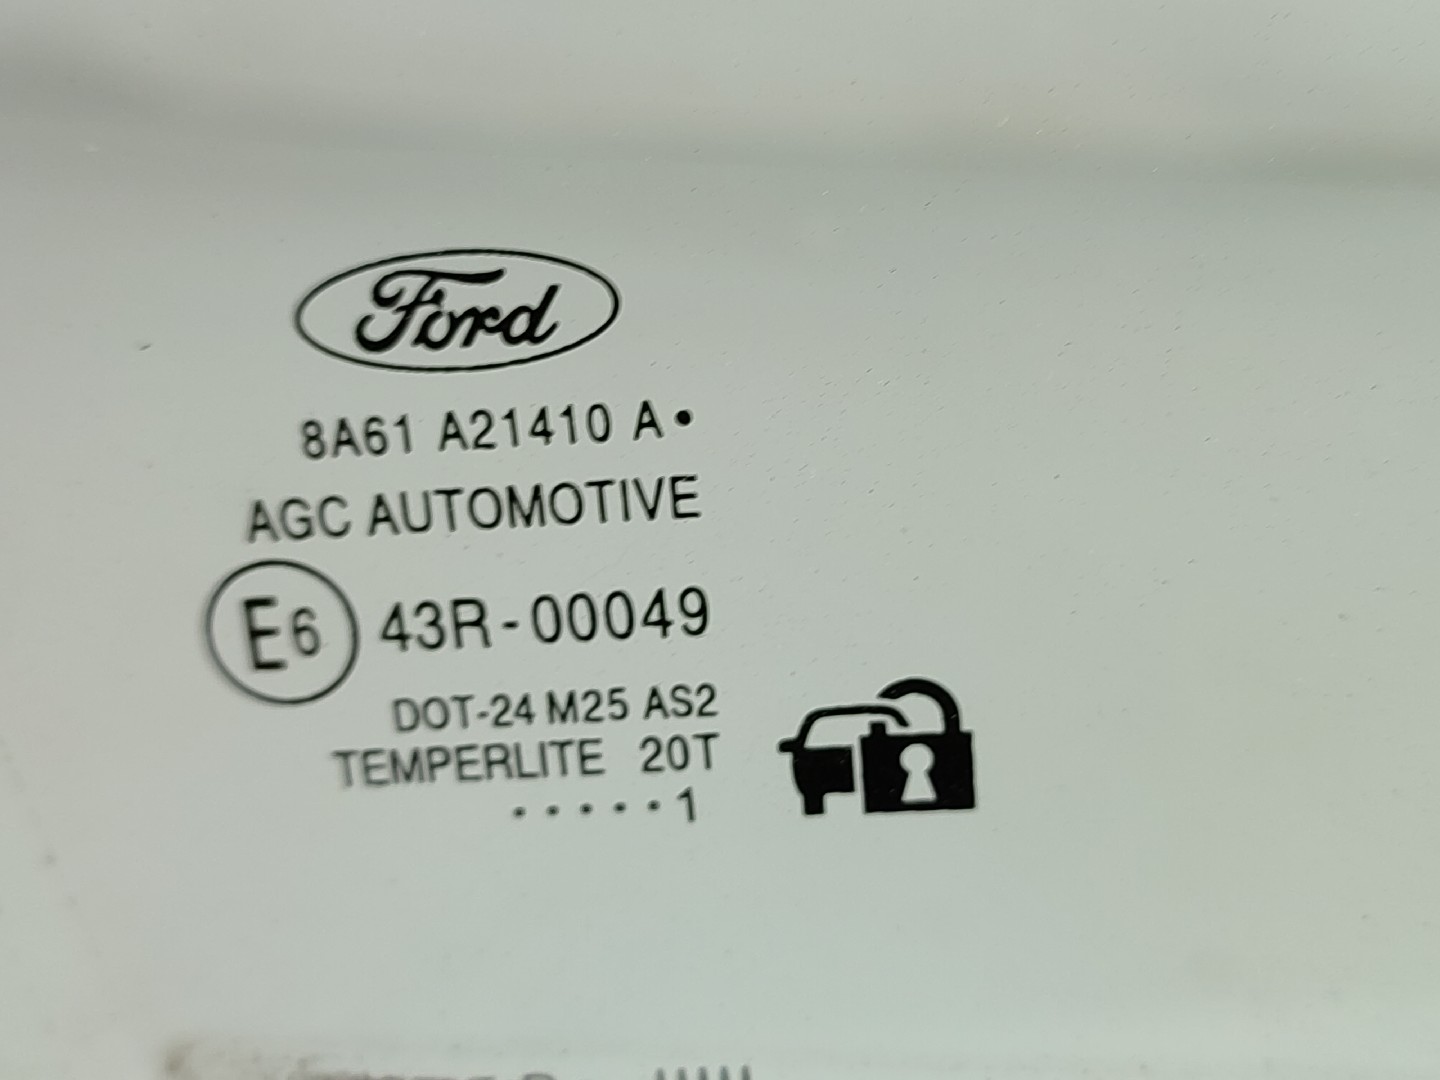 Ford
8A61 A21410 A•
AGC AUTOMOTIVE
E6 43R-00049
DOT-24 M25 AS2
TEMPERLITE 20T
·····1